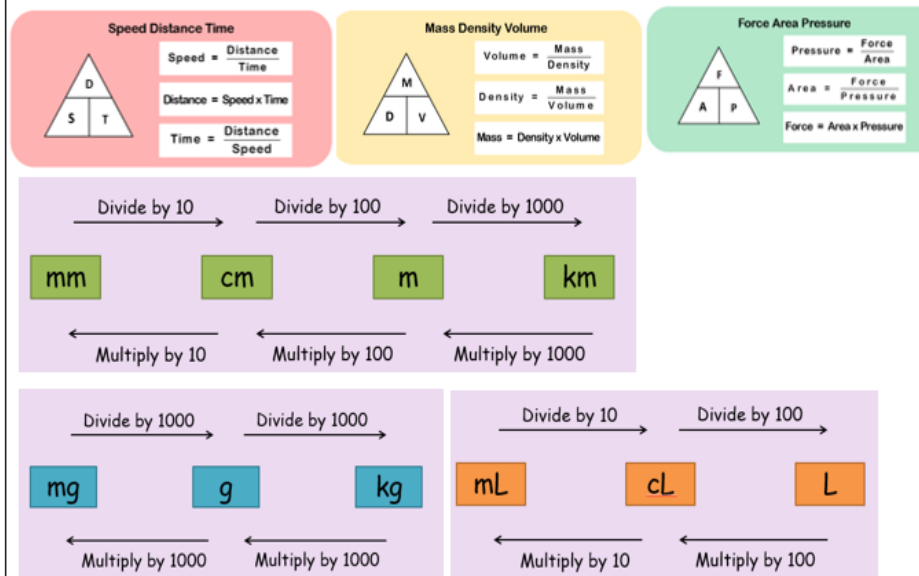 Speed Distance Time
D
S T
Speed = Distance
Time
Distance = Speed x Time
Time = Distance
Speed
Mass Density Volume
M
D V
Volume = Mass
Density
Density = Mass
Volume
Mass = Density x Volume
Force Area Pressure
F
A P
Pressure = Force
Area
Area = Force
Pressure
Force = Area x Pressure
Divide by 10 Divide by 100 Divide by 1000
mm cm m km
Multiply by 10 Multiply by 100 Multiply by 1000
Divide by 1000 Divide by 1000
mg g kg
Multiply by 1000 Multiply by 1000
Divide by 10 Divide by 100
mL cL L
Multiply by 10 Multiply by 100